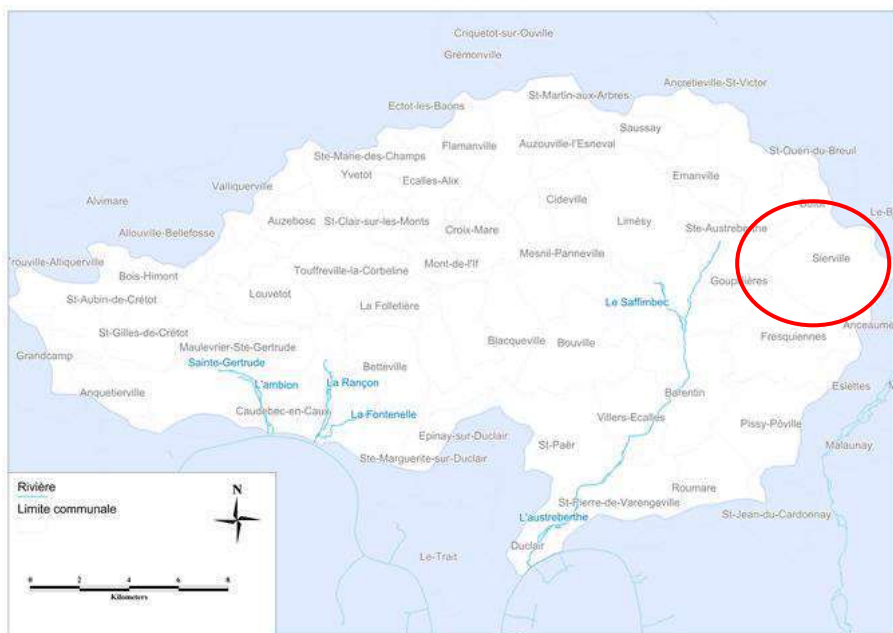 Criquetot-sur-Ouville
Grémonville
Ancretieville-St-Victor
St-Martin-aux-Arbres
Ectot-les-Baons
Saussay
Flamanville
Auzouville-l'Esneval
St-Ouen-du-Breuil
Ste-Marie-des-Champs
Yvetot
Ecalles-Alix
Emanville
Valliquerville
Alvimare
Cideville
Auzebosc
St-Clair-sur-les-Monts
Limésy
Ste-Austreberthe
Croix-Mare
Allouville-Bellefosse
Mesnil-Panneville
Sierville
Mont-de-l'If
Touffreville-la-Corbeline
Bois-Himont
Louvetot
St-Aubin-de-Crétot
La Folletière
Le Saffimbec
St-Gilles-de-Crétot
Fresquiennes
Blacqueville
Bouville
Maulevrier-Ste-Gertrude
Grandcamp
Sainte-Gertrude
Betteville
Anquetierville
L'ambion
La Rançon
Eslettes
Barentin
Caudebec-en-Caux
La Fontenelle
Villers-Ecalles
Pissy-Pôville
Epinay-sur-Duclair
St-Paër
Malaunay
Ste-Marguerite-sur-Duclair
Roumare
St-Pierre-de-Varengeville
St-Jean-du-Cardonnay
L'austreberthe
Duclair
Le-Trait
Rivière
N
Limite communale
0 2 4 6 8
Kilometers